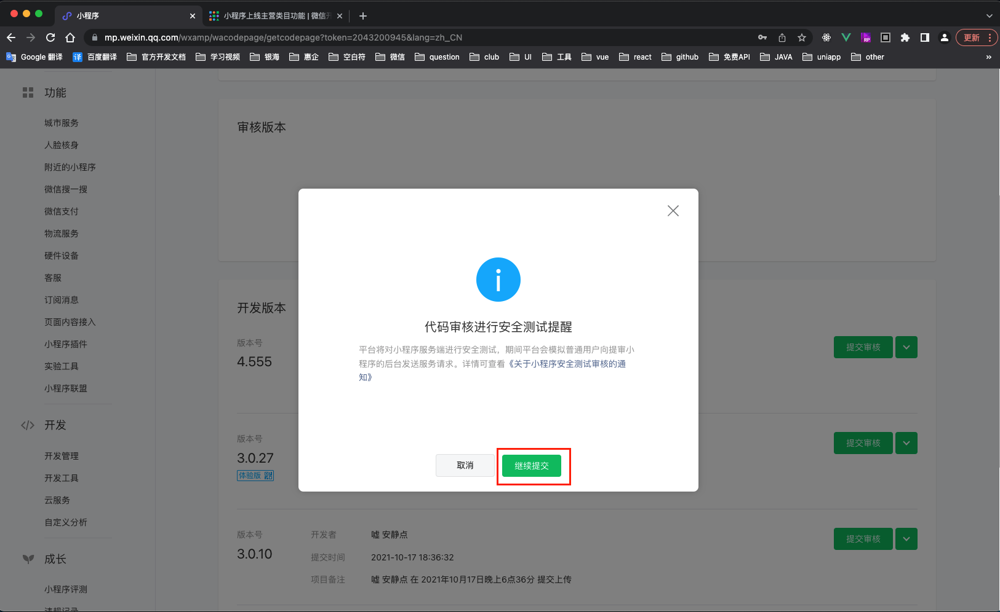 小程序
小程序上线主营类目功能 | 微信开
mp.weixin.qq.com/wxamp/wacodepage/getcodepage?token=2043200945&lang=zh_CN
更新
Google 翻译
译 百度翻译
官方开发文档
学习视频
银海
惠企
空白符
微信
question
club
UI
工具
vue
react
github
免费API
JAVA
uniapp
other
»
功能
城市服务
人脸核身
附近的小程序
微信搜一搜
微信支付
物流服务
硬件设备
客服
订阅消息
页面内容接入
小程序插件
实验工具
小程序联盟
开发
开发管理
开发工具
云服务
自定义分析
成长
小程序评测
违规记录
审核版本
开发版本
版本号
4.555
提交审核
版本号
3.0.27
体验版
提交审核
版本号
3.0.10
开发者 嘘 安静点
提交时间 2021-10-17 18:36:32
项目备注 嘘 安静点 在 2021年10月17日晚上6点36分 提交上传
提交审核
代码审核进行安全测试提醒
平台将对小程序服务端进行安全测试，期间平台会模拟普通用户向提审小
程序的后台发送服务请求。详情可查看《关于小程序安全测试审核的通
知》
取消
继续提交